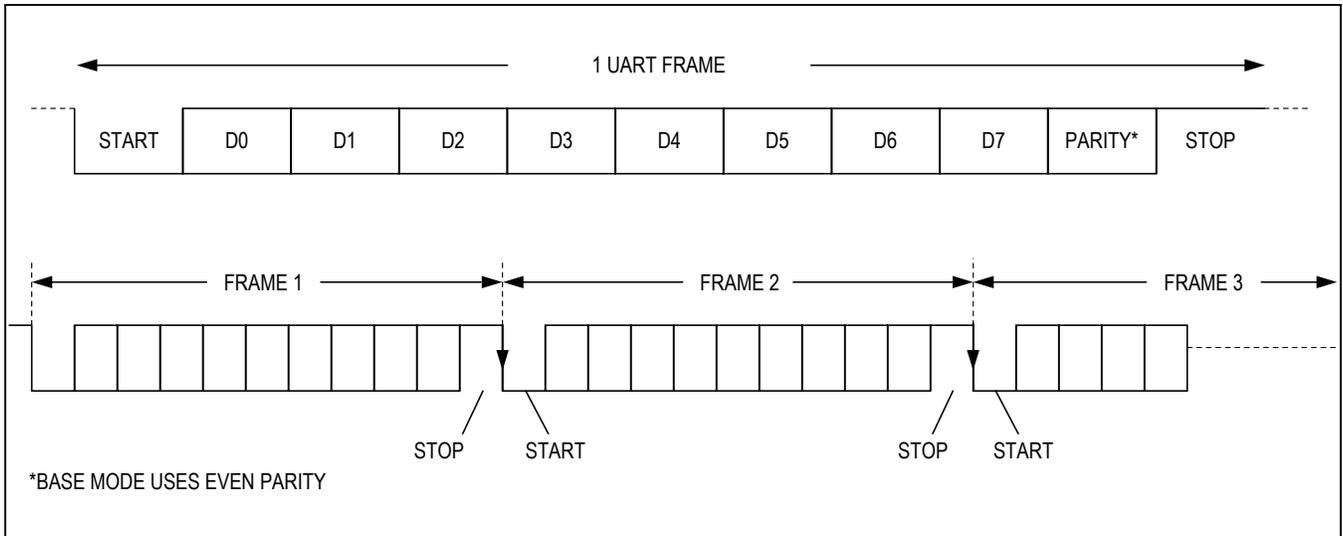 1 UART FRAME
START D0 D1 D2 D3 D4 D5 D6 D7 PARITY* STOP
FRAME 1 FRAME 2 FRAME 3
STOP START STOP START
*BASE MODE USES EVEN PARITY